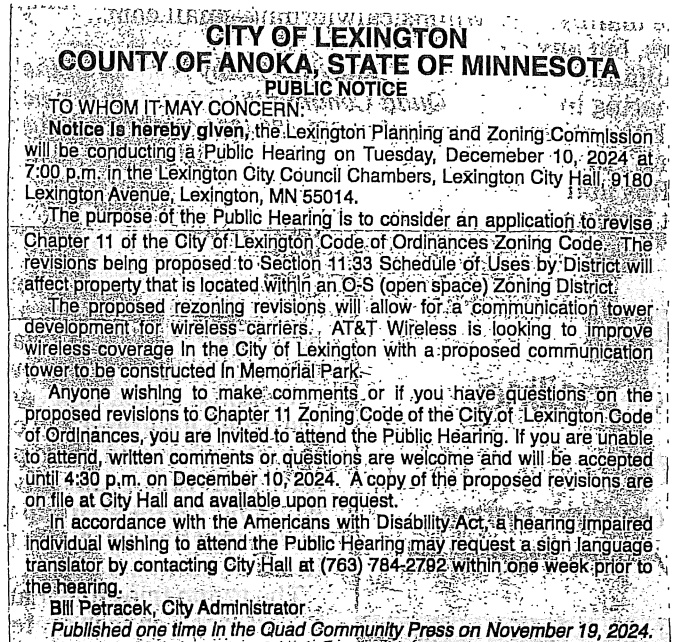 CITY OF LEXINGTON
COUNTY OF ANOKA, STATE OF MINNESOTA
PUBLIC NOTICE
TO WHOM IT MAY CONCERN:
Notice is hereby given, the Lexington Planning and Zoning Commission
will be conducting a Public Hearing on Tuesday, Decemeber 10, 2024 at
7:00 p.m. in the Lexington City Council Chambers, Lexington City Hall, 9180
Lexington Avenue, Lexington, MN 55014.
The purpose of the Public Hearing is to consider an application to revise
Chapter 11 of the City of Lexington Code of Ordinances Zoning Code. The
revisions being proposed to Section 11.33 Schedule of Uses by District will
affect property that is located within an O-S (open space) Zoning District.
The proposed rezoning revisions will allow for a communication tower
development for wireless carriers. AT&T Wireless is looking to improve
wireless coverage in the City of Lexington with a proposed communication
tower to be constructed in Memorial Park.
Anyone wishing to make comments or if you have questions on the
proposed revisions to Chapter 11 Zoning Code of the City of Lexington Code
of Ordinances, you are invited to attend the Public Hearing. If you are unable
to attend, written comments or questions are welcome and will be accepted
until 4:30 p.m. on December 10, 2024. A copy of the proposed revisions are
on file at City Hall and available upon request.
In accordance with the Americans with Disability Act, a hearing impaired
individual wishing to attend the Public Hearing may request a sign language
translator by contacting City Hall at (763) 784-2792 within one week prior to
the hearing.
Bill Petracek, City Administrator
Published one time in the Quad Community Press on November 19, 2024.